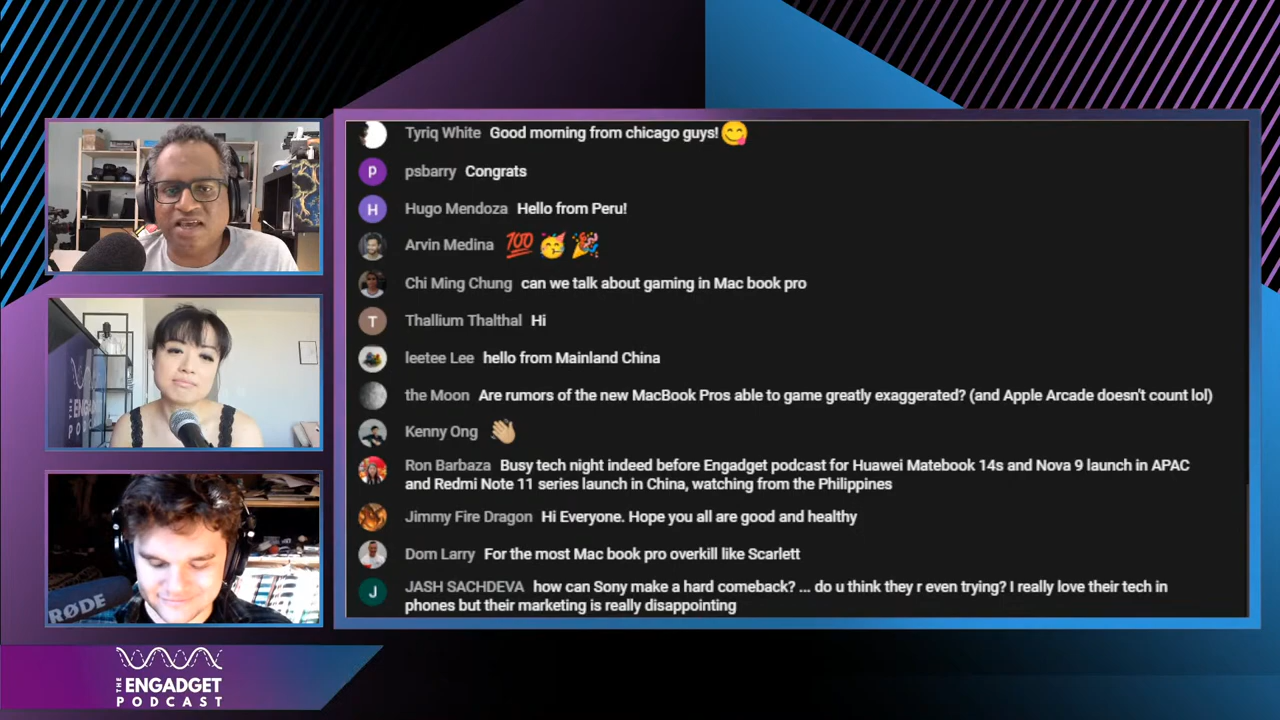 Tyriq White Good morning from chicago guys!😋
P psbarry Congrats
H Hugo Mendoza Hello from Peru!
Arvin Medina 💯🥳🎉
Chi Ming Chung can we talk about gaming in Mac book pro
T Thallium Thalthal Hi
leetee Lee hello from Mainland China
the Moon Are rumors of the new MacBook Pros able to game greatly exaggerated? (and Apple Arcade doesn't count lol)
Kenny Ong 👋🏼
Ron Barbaza Busy tech night indeed before Engadget podcast for Huawei Matebook 14s and Nova 9 launch in APAC
and Redmi Note 11 series launch in China, watching from the Philippines
Jimmy Fire Dragon Hi Everyone. Hope you all are good and healthy
Dom Larry For the most Mac book pro overkill like Scarlett
J JASH SACHDEVA how can Sony make a hard comeback? ... do u think they r even trying? I really love their tech in
phones but their marketing is really disappointing
RØDE
THE ENGADGET
PODCAST